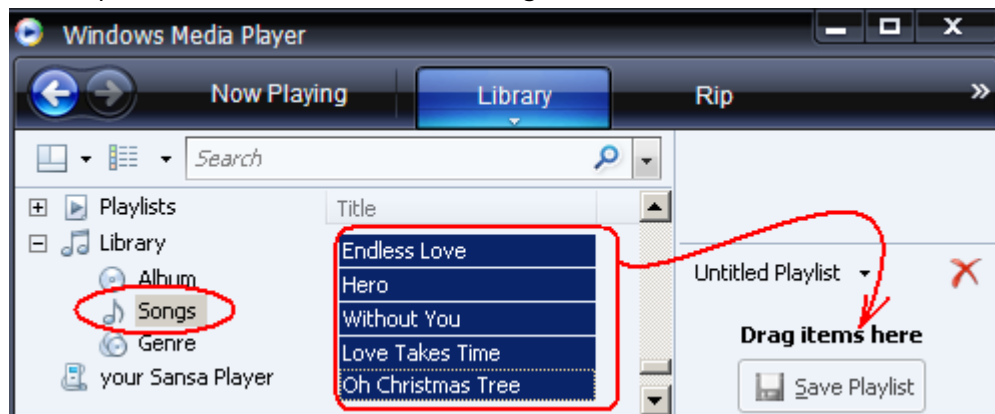 Windows Media Player
Now Playing Library Rip »
Search
Playlists Title
Library Endless Love
Album Hero Untitled Playlist
Songs Without You
Genre Love Takes Time Drag items here
your Sansa Player Oh Christmas Tree Save Playlist